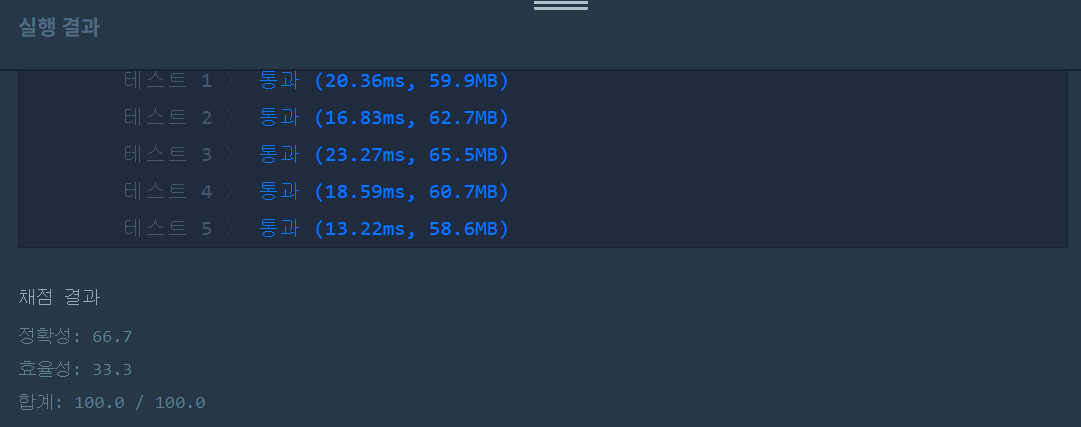 실행 결과
테스트 1 〉 통과 (20.36ms, 59.9MB)
테스트 2 〉 통과 (16.83ms, 62.7MB)
테스트 3 〉 통과 (23.27ms, 65.5MB)
테스트 4 〉 통과 (18.59ms, 60.7MB)
테스트 5 〉 통과 (13.22ms, 58.6MB)
채점 결과
정확성: 66.7
효율성: 33.3
합계: 100.0 / 100.0